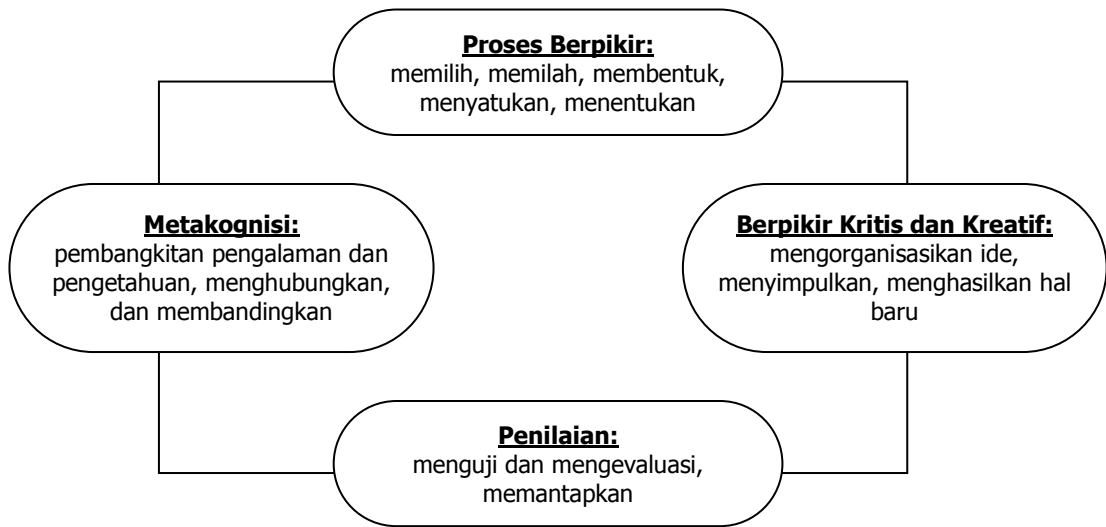 Proses Berpikir:
memilih, memilah, membentuk,
menyatukan, menentukan
Metakognisi:
pembangkitan pengalaman dan
pengetahuan, menghubungkan,
dan membandingkan
Berpikir Kritis dan Kreatif:
mengorganisasikan ide,
menyimpulkan, menghasilkan hal
baru
Penilaian:
menguji dan mengevaluasi,
memantapkan